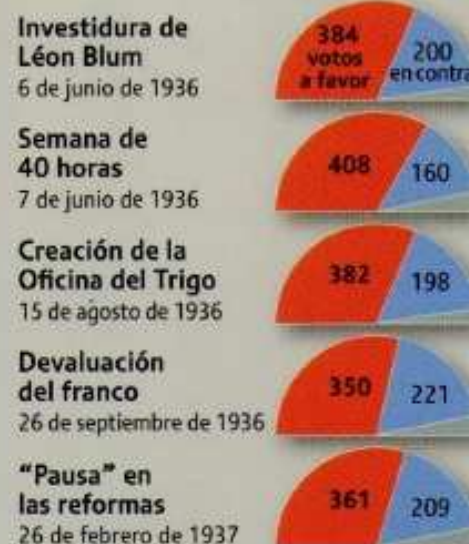 Investidura de
Léon Blum
6 de junio de 1936
384
votos
a favor
200
en contra
Semana de
40 horas
7 de junio de 1936
408
160
Creación de la
Oficina del Trigo
15 de agosto de 1936
382
198
Devaluación
del franco
26 de septiembre de 1936
350
221
"Pausa" en
las reformas
26 de febrero de 1937
361
209